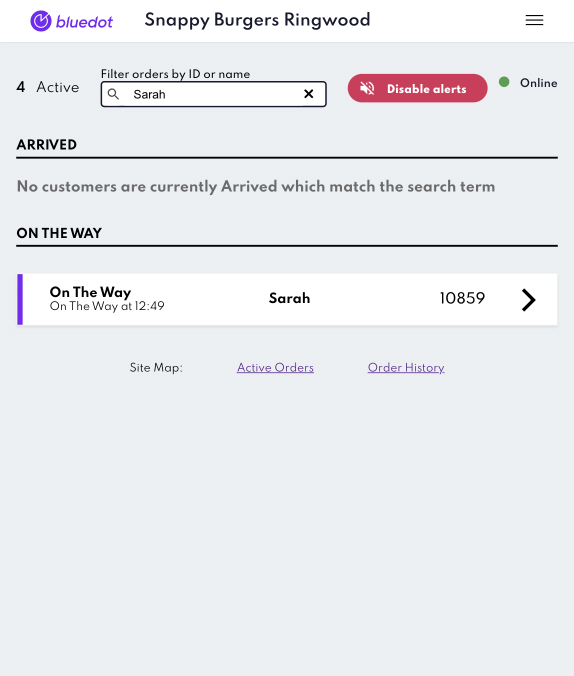 bluedot
Snappy Burgers Ringwood
4 Active
Filter orders by ID or name
Sarah
Disable alerts
Online
ARRIVED
No customers are currently Arrived which match the search term
ON THE WAY
On The Way
On The Way at 12:49
Sarah
10859
Site Map: Active Orders Order History